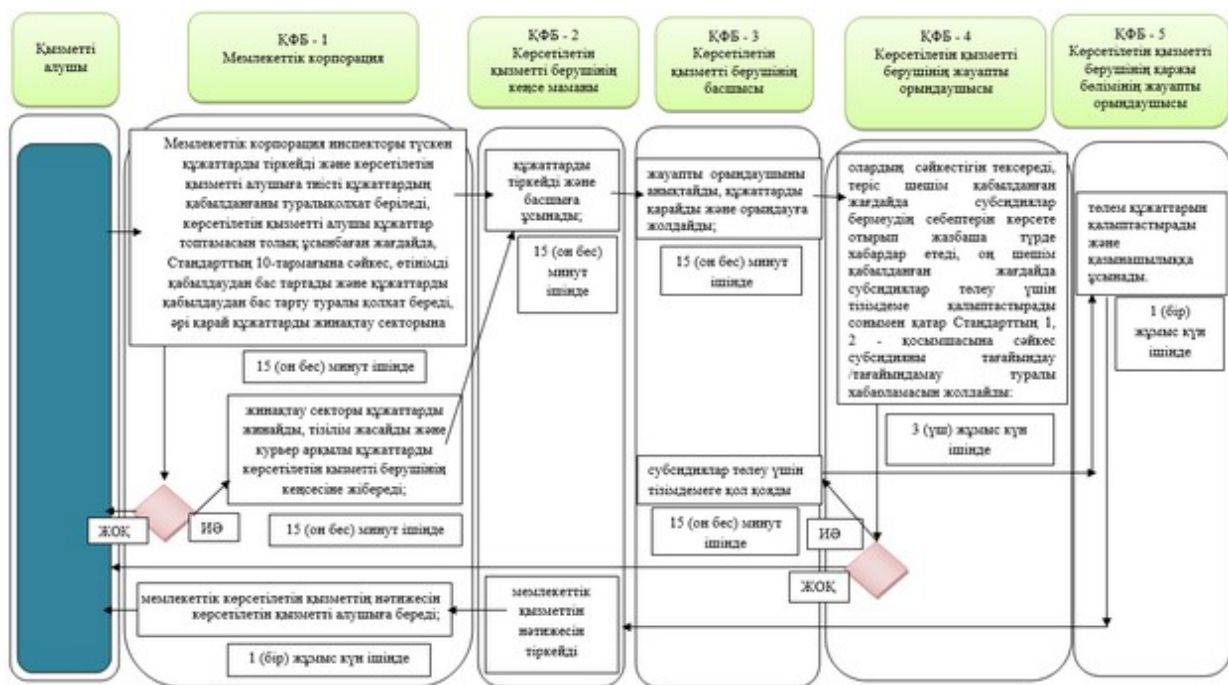 Қызметті
алушы
ҚФБ - 1
Мемлекеттік корпорация
ҚФБ - 2
Көрсетілетін
қызметті берушінің
кеңсе маманы
ҚФБ - 3
Көрсетілетін
қызметті берушінің
басшысы
ҚФБ - 4
Көрсетілетін қызметті
берушінің жауапты
орындаушысы
ҚФБ - 5
Көрсетілетін қызметті
берушінің қаржы
бөлімінің жауапты
орындаушысы
Мемлекеттік корпорация инспекторы түскен
құжаттарды тіркейді және көрсетілетін
қызметті алушыға тиісті құжаттардың
қабылданғаны туралықолхат беріледі,
көрсетілетін қызметті алушы құжаттар
топтамасын толық ұсынбаған жағдайда,
Стандарттың 10-тармағына сәйкес, өтінімді
қабылдаудан бас тартады және құжаттарды
қабылдаудан бас тарту туралы қолхат береді,
әрі қарай құжаттарды жинақтау секторына
15 (он бес) минут ішінде
жинақтау секторы құжаттарды
жинайды, тізілім жасайды және
курьер арқылы құжаттарды
көрсетілетін қызметті берушінің
кеңсесіне жібереді;
15 (он бес) минут ішінде
ЖОҚ
ИӘ
мемлекеттік көрсетілетін қызметтің нәтижесін
көрсетілетін қызметті алушыға береді;
1 (бір) жұмыс күн ішінде
құжаттарды
тіркейді және
басшыға
ұсынады;
15 (он бес)
минут
ішінде
мемлекеттік
қызметтін
нәтижесін
тіркейді
жауапты орындаушыны
анықтайды, құжаттарды
қарайды және орындауға
жолдайды;
15 (он бес) минут
ішінде
субсидиялар төлеу үшін
тізімдемеге қол қояды
15 (он бес) минут
ішінде
олардың сәйкестігін тексереді,
теріс шешім қабылданған
жағдайда субсидиялар
бермеудің себептерін көрсете
отырып жазбаша түрде
хабардар етеді, оң шешім
қабылданған жағдайда
субсидиялар төлеу үшін
тізімдеме қалыптастырады
сонымен қатар Стандарттың 1,
2 - қосымшасына сәйкес
субсидияны тағайындау
/тағайындамау туралы
хабарламасын жолдайды;
3 (үш) жұмыс күн
ішінде
ИӘ
ЖОҚ
төлем құжаттарын
қалыптастырады
және
қазынашылыққа
ұсынады.
1 (бір)
жұмыс күн
ішінде